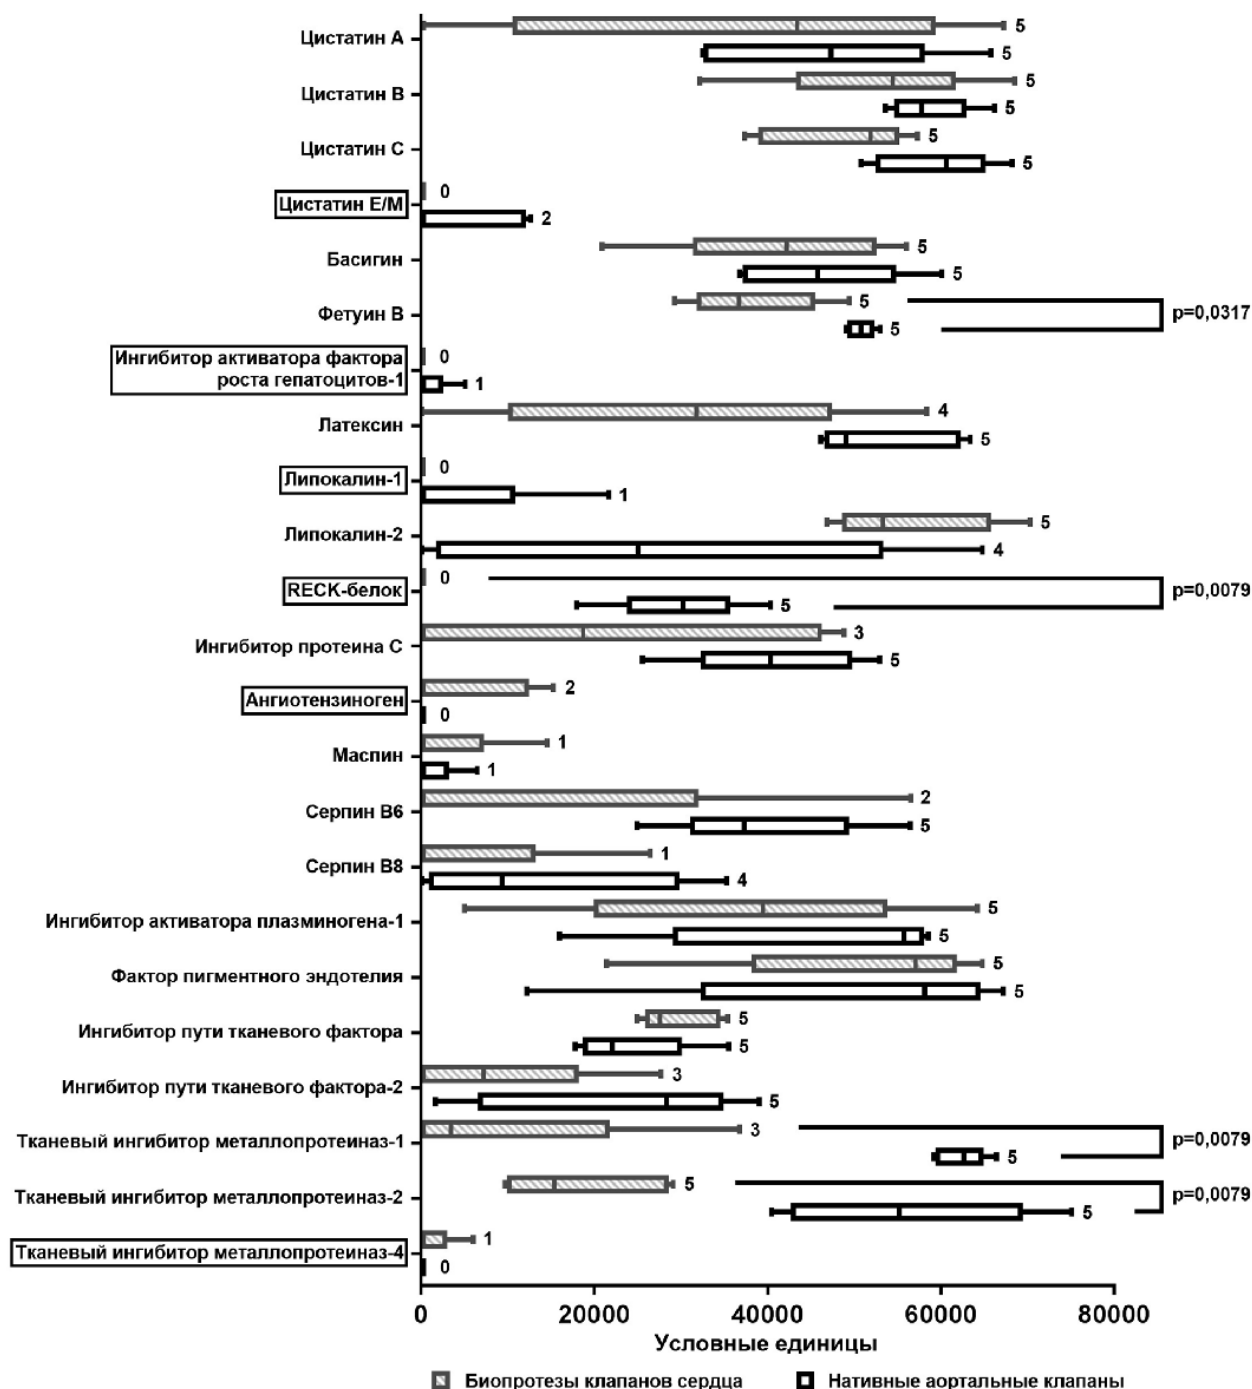 Цистатин А
5
5
Цистатин В
5
5
Цистатин С
5
5
Цистатин Е/М
0
2
Басигин
5
5
Фетуин В
5
5
p=0,0317
Ингибитор активатора фактора
роста гепатоцитов-1
0
1
Латексин
4
5
Липокалин-1
0
1
Липокалин-2
5
4
RECK-белок
0
5
p=0,0079
Ингибитор протеина С
3
5
Ангиотензиноген
2
0
Маспин
1
1
Серпин В6
2
5
Серпин В8
1
4
Ингибитор активатора плазминогена-1
5
5
Фактор пигментного эндотелия
5
5
Ингибитор пути тканевого фактора
5
5
Ингибитор пути тканевого фактора-2
3
5
Тканевый ингибитор металлопротеиназ-1
3
5
p=0,0079
Тканевый ингибитор металлопротеиназ-2
5
5
p=0,0079
Тканевый ингибитор металлопротеиназ-4
1
0
0 20000 40000 60000 80000
Условные единицы
Биопротезы клапанов сердца Нативные аортальные клапаны